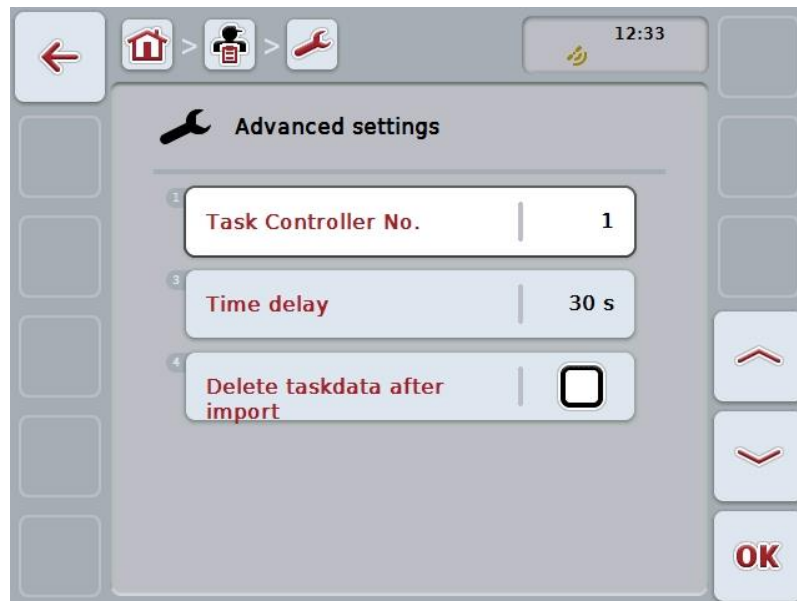 > >
12:33
Advanced settings
1
Task Controller No. 1
3
Time delay 30 s
4
Delete taskdata after
import
OK